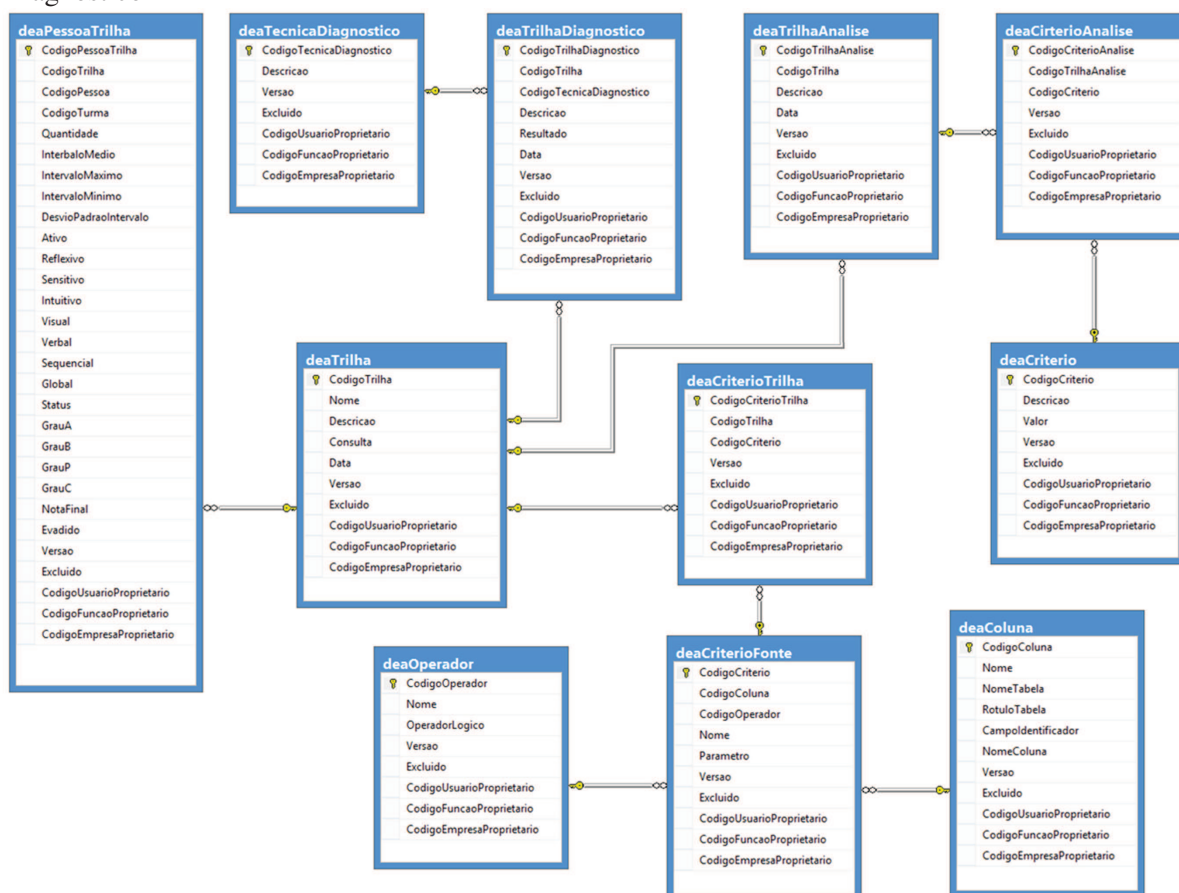 deaPessoaTrilha
CodigoPessoaTrilha
CodigoTrilha
CodigoPessoa
CodigoTurma
Quantidade
InterbaloMedio
IntervaloMaximo
IntervaloMinimo
DesvioPadraoIntervalo
Ativo
Reflexivo
Sensitivo
Intuitivo
Visual
Verbal
Sequencial
Global
Status
GrauA
GrauB
GrauP
GrauC
NotaFinal
Evadido
Versao
Excluido
CodigoUsuarioProprietario
CodigoFuncaoProprietario
CodigoEmpresaProprietario
deaTecnicaDiagnostico
CodigoTecnicaDiagnostico
Descricao
Versao
Excluido
CodigoUsuarioProprietario
CodigoFuncaoProprietario
CodigoEmpresaProprietario
deaTrilhaDiagnostico
CodigoTrilhaDiagnostico
CodigoTrilha
CodigoTecnicaDiagnostico
Descricao
Resultado
Data
Versao
Excluido
CodigoUsuarioProprietario
CodigoFuncaoProprietario
CodigoEmpresaProprietario
deaTrilhaAnalise
CodigoTrilhaAnalise
CodigoTrilha
Descricao
Data
Versao
Excluido
CodigoUsuarioProprietario
CodigoFuncaoProprietario
CodigoEmpresaProprietario
deaCirterioAnalise
CodigoCriterioAnalise
CodigoTrilhaAnalise
CodigoCriterio
Versao
Excluido
CodigoUsuarioProprietario
CodigoFuncaoProprietario
CodigoEmpresaProprietario
deaTrilha
CodigoTrilha
Nome
Descricao
Consulta
Data
Versao
Excluido
CodigoUsuarioProprietario
CodigoFuncaoProprietario
CodigoEmpresaProprietario
deaCriterioTrilha
CodigoCriterioTrilha
CodigoTrilha
CodigoCriterio
Versao
Excluido
CodigoUsuarioProprietario
CodigoFuncaoProprietario
CodigoEmpresaProprietario
deaCriterio
CodigoCriterio
Descricao
Valor
Versao
Excluido
CodigoUsuarioProprietario
CodigoFuncaoProprietario
CodigoEmpresaProprietario
deaOperador
CodigoOperador
Nome
OperadorLogico
Versao
Excluido
CodigoUsuarioProprietario
CodigoFuncaoProprietario
CodigoEmpresaProprietario
deaCriterioFonte
CodigoCriterio
CodigoColuna
CodigoOperador
Nome
Parametro
Versao
Excluido
CodigoUsuarioProprietario
CodigoFuncaoProprietario
CodigoEmpresaProprietario
deaColuna
CodigoColuna
Nome
NomeTabela
RotuloTabela
CampoIdentificador
NomeColuna
Versao
Excluido
CodigoUsuarioProprietario
CodigoFuncaoProprietario
CodigoEmpresaProprietario